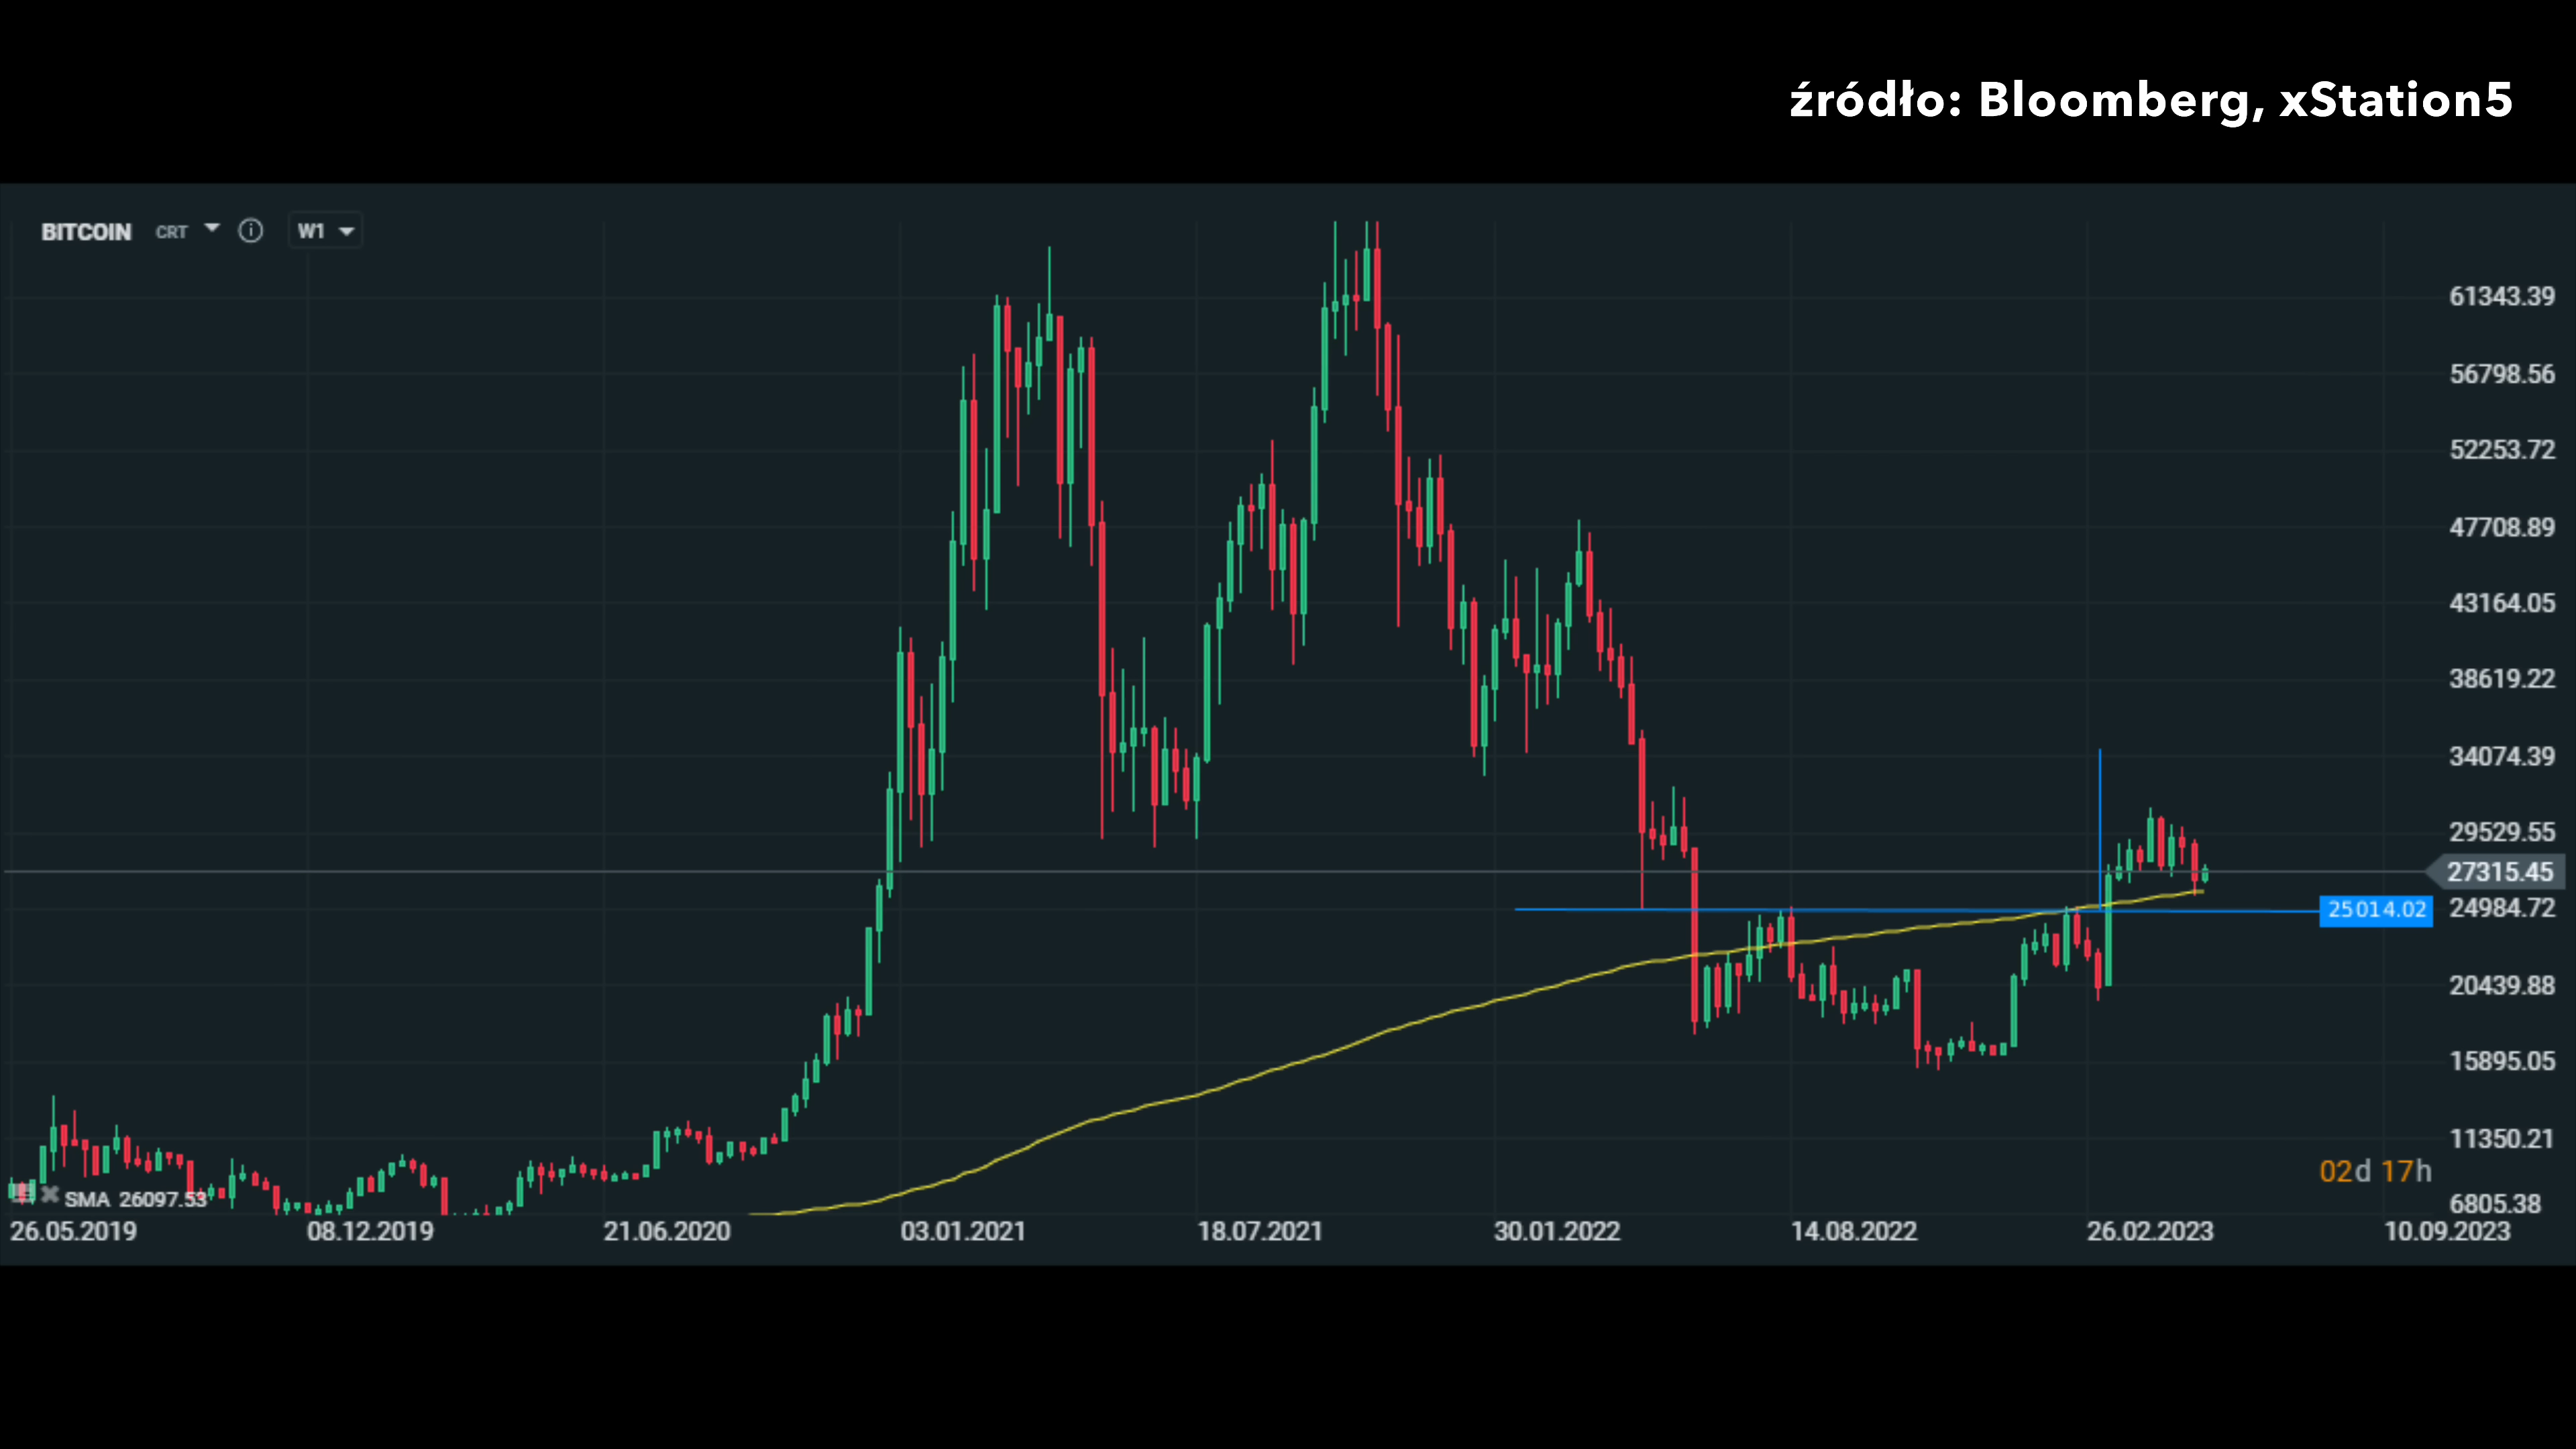 źródło: Bloomberg, xStation5
BITCOIN CRT W1
61343.39
56798.56
52253.72
47708.89
43164.05
38619.22
34074.39
29529.55
27315.45
25014.02 24984.72
20439.88
15895.05
11350.21
02d 17h
SMA 26097.53
6805.38
26.05.2019 08.12.2019 21.06.2020 03.01.2021 18.07.2021 30.01.2022 14.08.2022 26.02.2023 10.09.2023